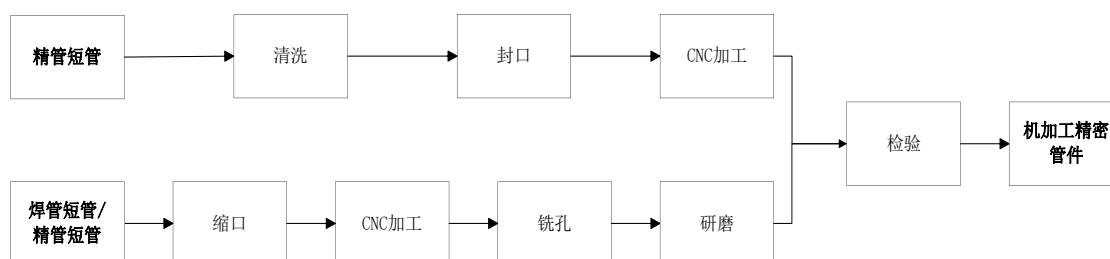 精管短管
清洗
封口
CNC加工
检验
机加工精密
管件
焊管短管/
精管短管
缩口
CNC加工
铣孔
研磨